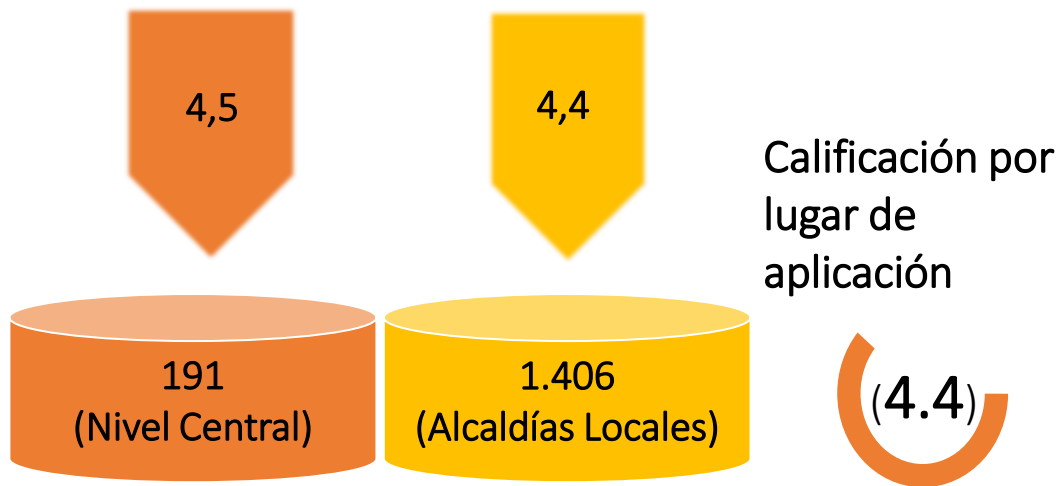 4,5
4,4
Calificación por
lugar de
aplicación
191
(Nivel Central)
1.406
(Alcaldías Locales)
(4.4)